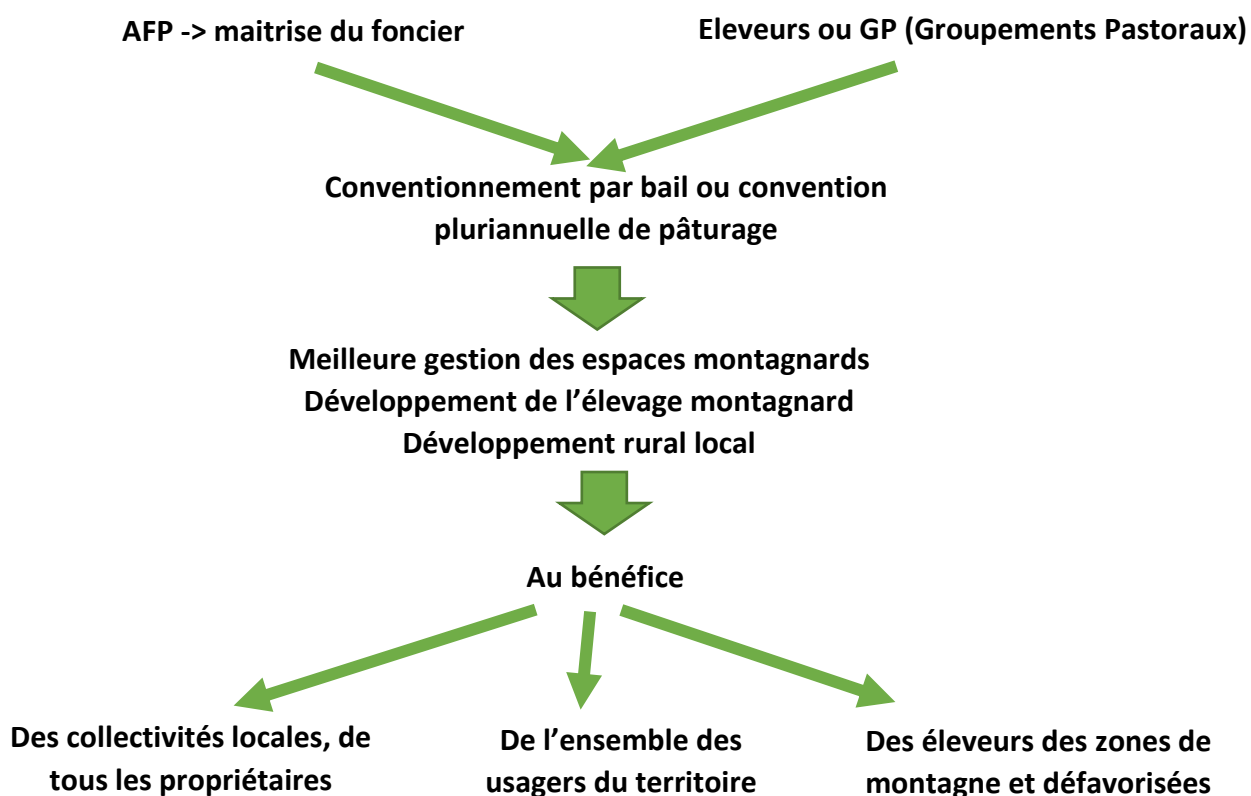 AFP -> maitrise du foncier
Eleveurs ou GP (Groupements Pastoraux)
Conventionnement par bail ou convention
pluriannuelle de pâturage
Meilleure gestion des espaces montagnards
Développement de l’élevage montagnard
Développement rural local
Au bénéfice
Des collectivités locales, de
tous les propriétaires
De l’ensemble des
usagers du territoire
Des éleveurs des zones de
montagne et défavorisées